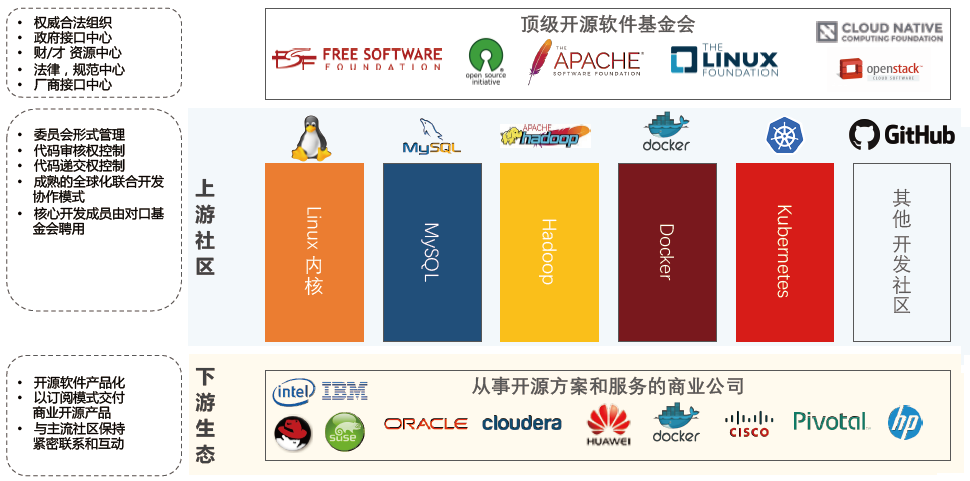 • 权威合法组织
• 政府接口中心
• 财/才 资源中心
• 法律，规范中心
• 厂商接口中心
顶级开源软件基金会
FREE SOFTWARE
FOUNDATION
open source
initiative
THE
APACHE
SOFTWARE FOUNDATION
THE
LINUX
FOUNDATION
CLOUD NATIVE
COMPUTING FOUNDATION
openstack
CLOUD SOFTWARE
• 委员会形式管理
• 代码审核权控制
• 代码递交权控制
• 成熟的全球化联合开发
协作模式
• 核心开发成员由对口基
金会聘用
上游社区
MySQL
APACHE
hadoop
docker
GitHub
Linux 内核
MySQL
Hadoop
Docker
Kubernetes
其他 开发社区
• 开源软件产品化
• 以订阅模式交付
商业开源产品
• 与主流社区保持
紧密联系和互动
下游生态
从事开源方案和服务的商业公司
intel
IBM
SUSE
ORACLE
cloudera
HUAWEI
docker
CISCO
Pivotal
hp